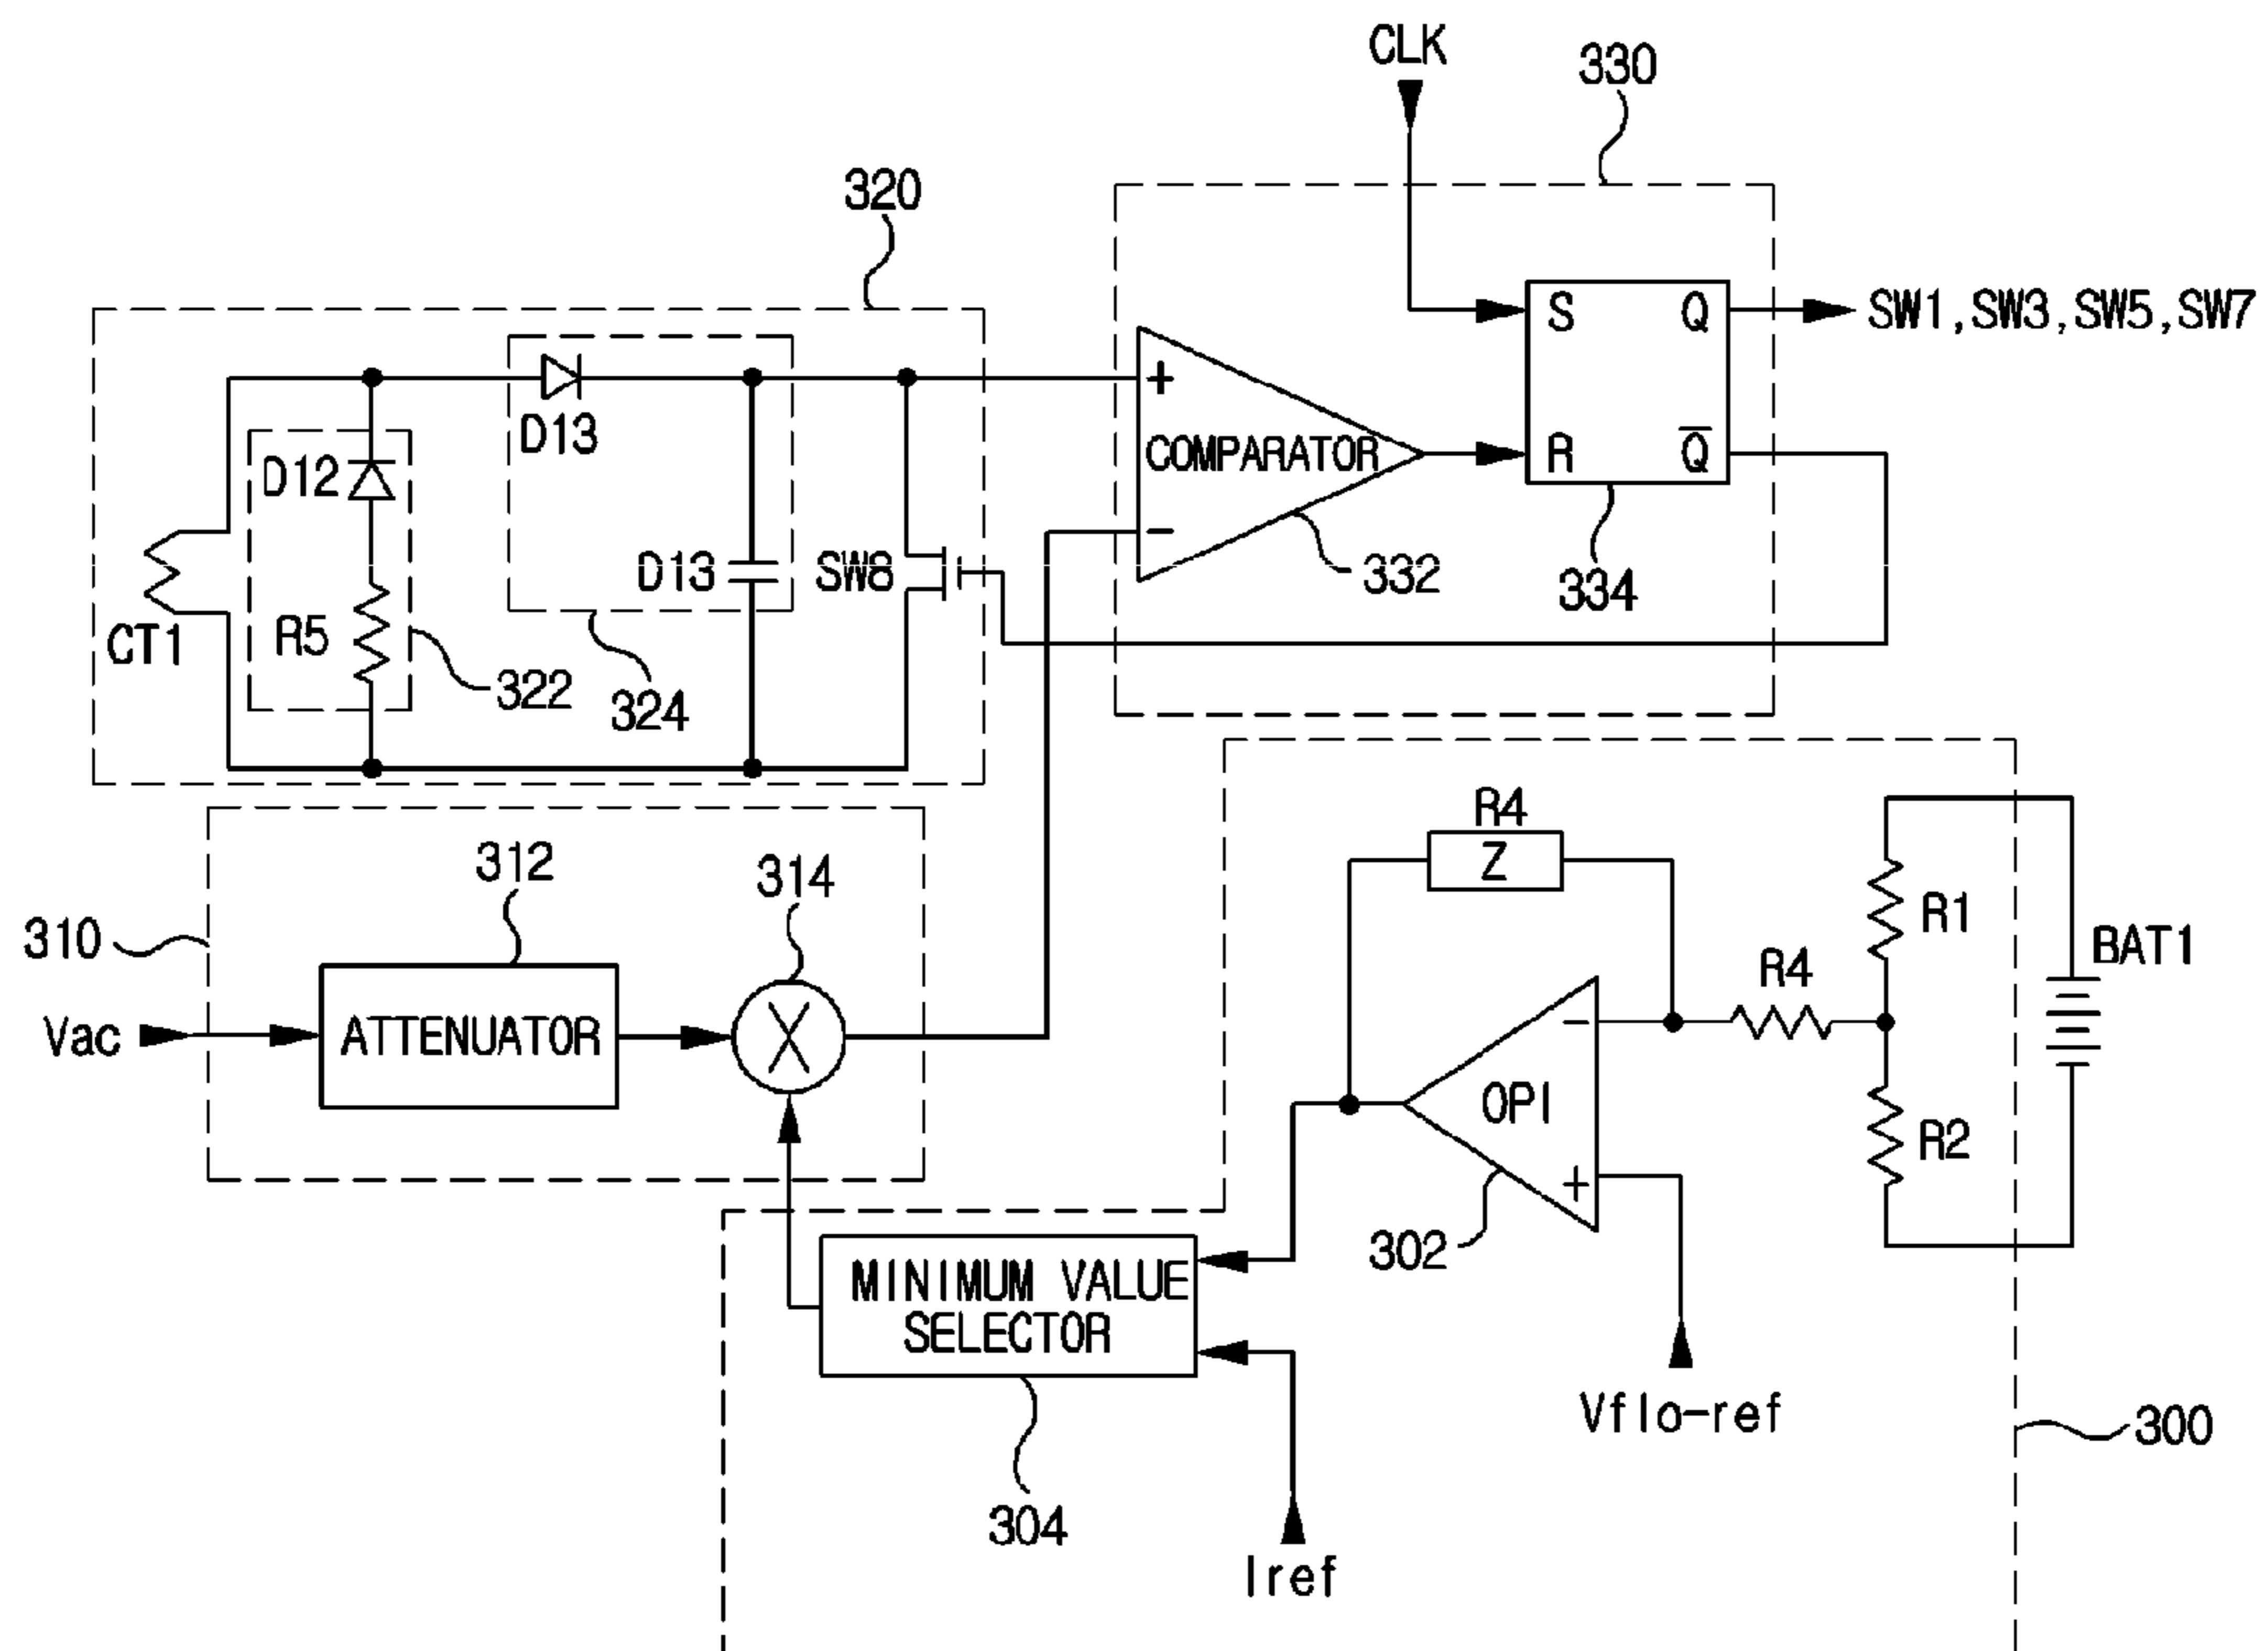 CLK
330
320
S
Q
SW1,SW3,SW5,SW7
+
D13
COMPARATOR
R
Q̅
D12
D13
SW8
−
332
334
CT1
R5
322
324
R4
Z
312
314
310
R1
BAT1
R4
Vac
ATTENUATOR
X
−
OP1
R2
+
302
MINIMUM VALUE
SELECTOR
Vflo-ref
300
304
Iref